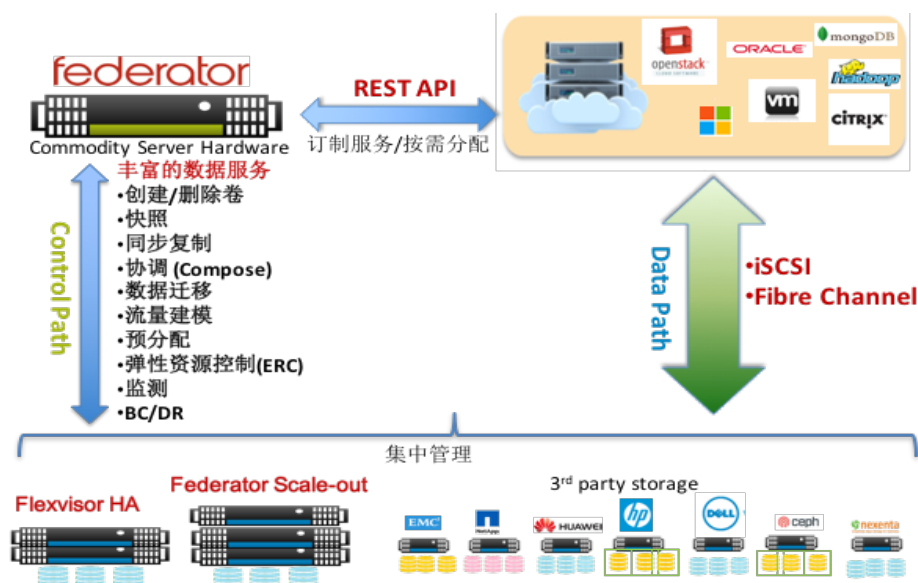 federator
Commodity Server Hardware
REST API
订制服务/按需分配
openstack
CLOUD SOFTWARE
ORACLE
mongoDB
hadoop
vm
CITRIX
丰富的数据服务
•创建/删除卷
•快照
•同步复制
•协调 (Compose)
•数据迁移
•流量建模
•预分配
•弹性资源控制(ERC)
•监测
•BC/DR
Control Path
Data Path
•iSCSI
•Fibre Channel
集中管理
Flexvisor HA
Federator Scale-out
3rd party storage
EMC²
NetApp
HUAWEI
hp
DELL
ceph
nexenta